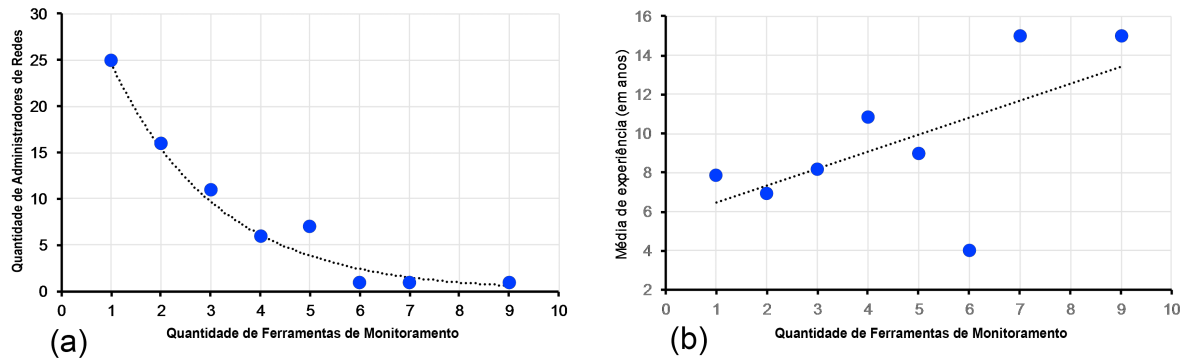 Quantidade de Administradores de Redes
30
25
20
15
10
5
0
0 1 2 3 4 5 6 7 8 9 10
Quantidade de Ferramentas de Monitoramento
(a)
Média de experiência (em anos)
16
14
12
10
8
6
4
2
0 1 2 3 4 5 6 7 8 9 10
Quantidade de Ferramentas de Monitoramento
(b)